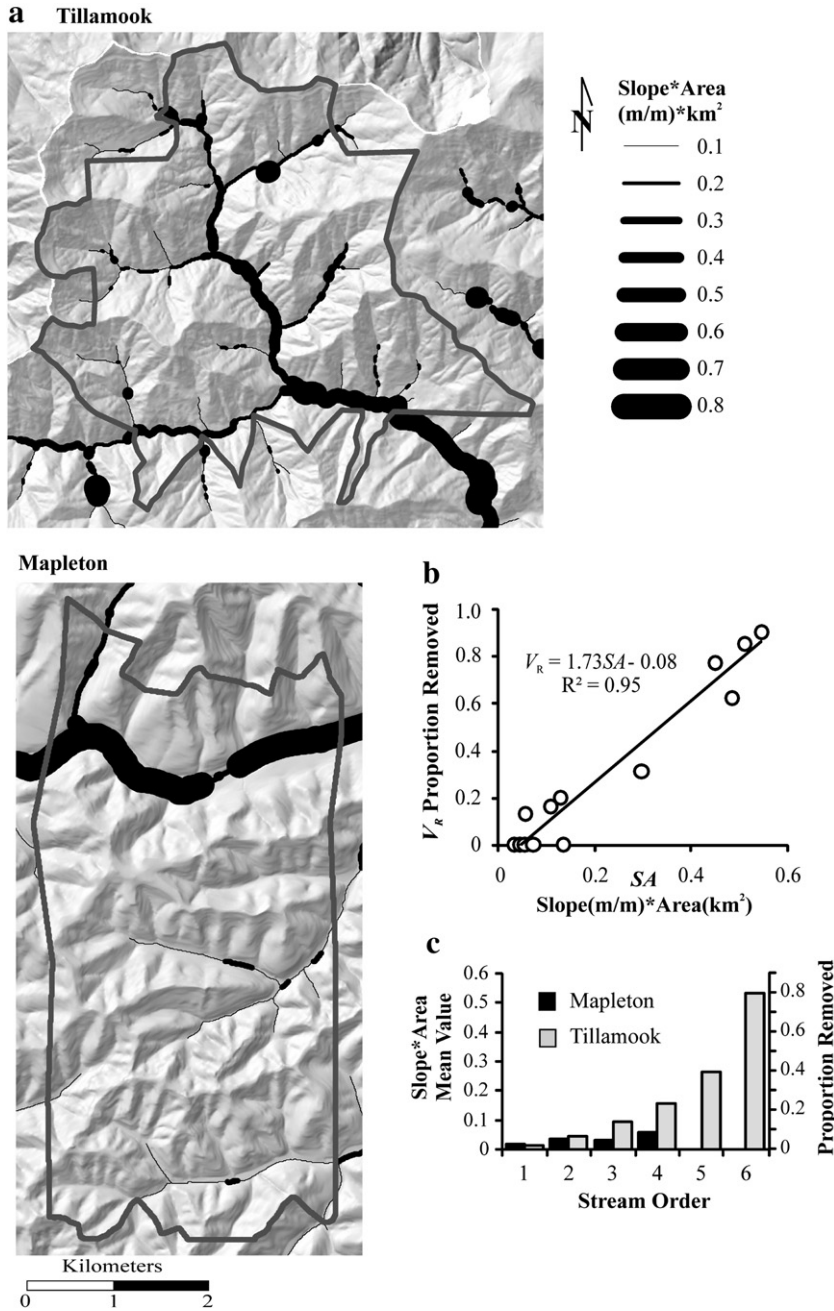 a Tillamook
N
Slope*Area
(m/m)*km²
0.1
0.2
0.3
0.4
0.5
0.6
0.7
0.8
Mapleton
Kilometers
0 1 2
b
V_R Proportion Removed
1.0
0.8
0.6
0.4
0.2
0
V_R = 1.73SA- 0.08
R² = 0.95
0 0.2 SA 0.4 0.6
Slope(m/m)*Area(km²)
c
Slope*Area
Mean Value
0.6
0.5
0.4
0.3
0.2
0.1
0
Mapleton
Tillamook
0.8
0.6
0.4
0.2
0
Proportion Removed
1 2 3 4 5 6
Stream Order